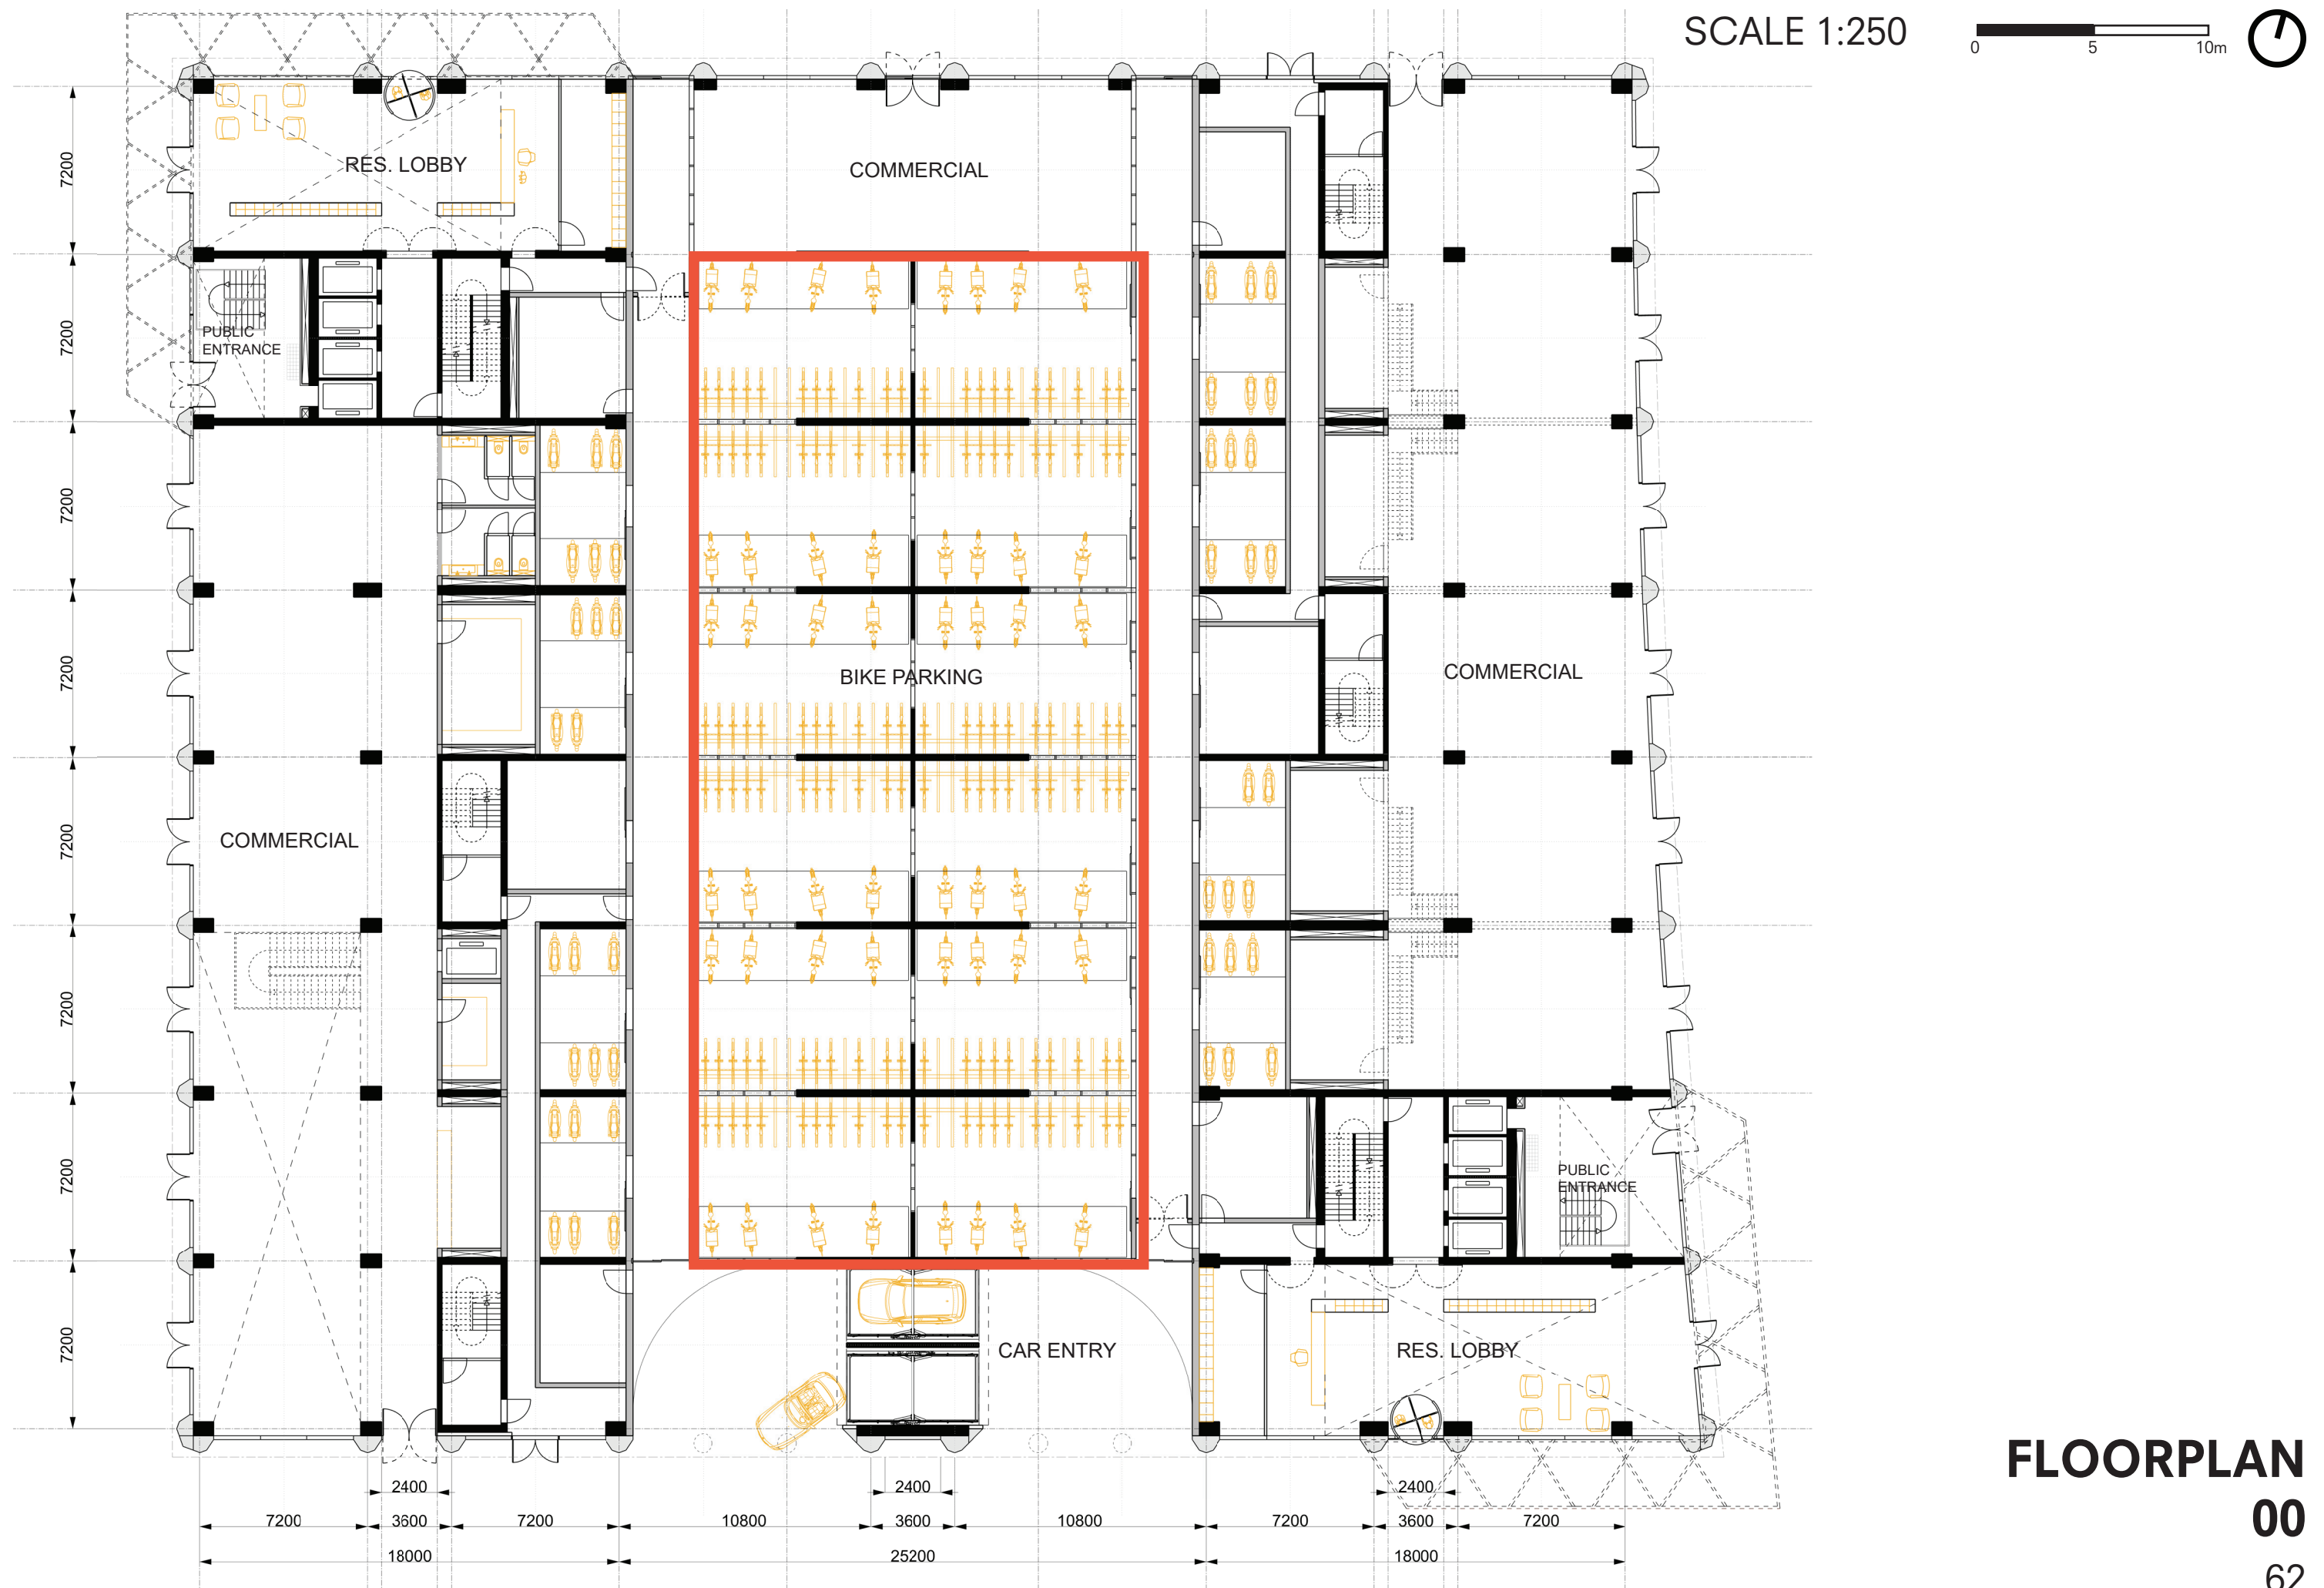 SCALE 1:250
0 5 10m
RES. LOBBY
COMMERCIAL
7200
7200
PUBLIC
ENTRANCE
7200
7200
BIKE PARKING
COMMERCIAL
7200
COMMERCIAL
7200
7200
PUBLIC
ENTRANCE
7200
CAR ENTRY
RES. LOBBY
FLOORPLAN
00
62
2400 2400 2400
7200 3600 7200 10800 3600 10800 7200 3600 7200
18000 25200 18000